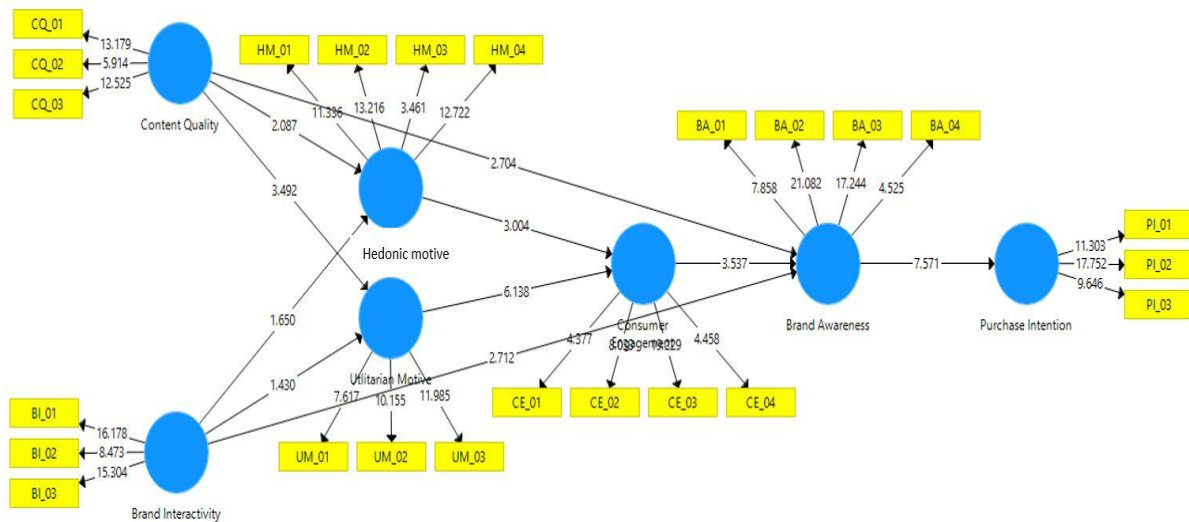 CQ_01
CQ_02
CQ_03
13.179
5.914
12.525
Content Quality
HM_01
HM_02
HM_03
HM_04
11.336
13.216
3.461
12.722
2.087
2.704
3.492
Hedonic motive
3.004
1.650
6.138
1.430
Utlitarian Motive
7.617
10.155
11.985
UM_01
UM_02
UM_03
2.712
BI_01
BI_02
BI_03
16.178
8.473
15.304
Brand Interactivity
Consumer
Engagement
4.377
4.458
CE_01
CE_02
CE_03
CE_04
3.537
BA_01
BA_02
BA_03
BA_04
7.858
21.082
17.244
4.525
Brand Awareness
7.571
Purchase Intention
PI_01
PI_02
PI_03
11.303
17.752
9.646